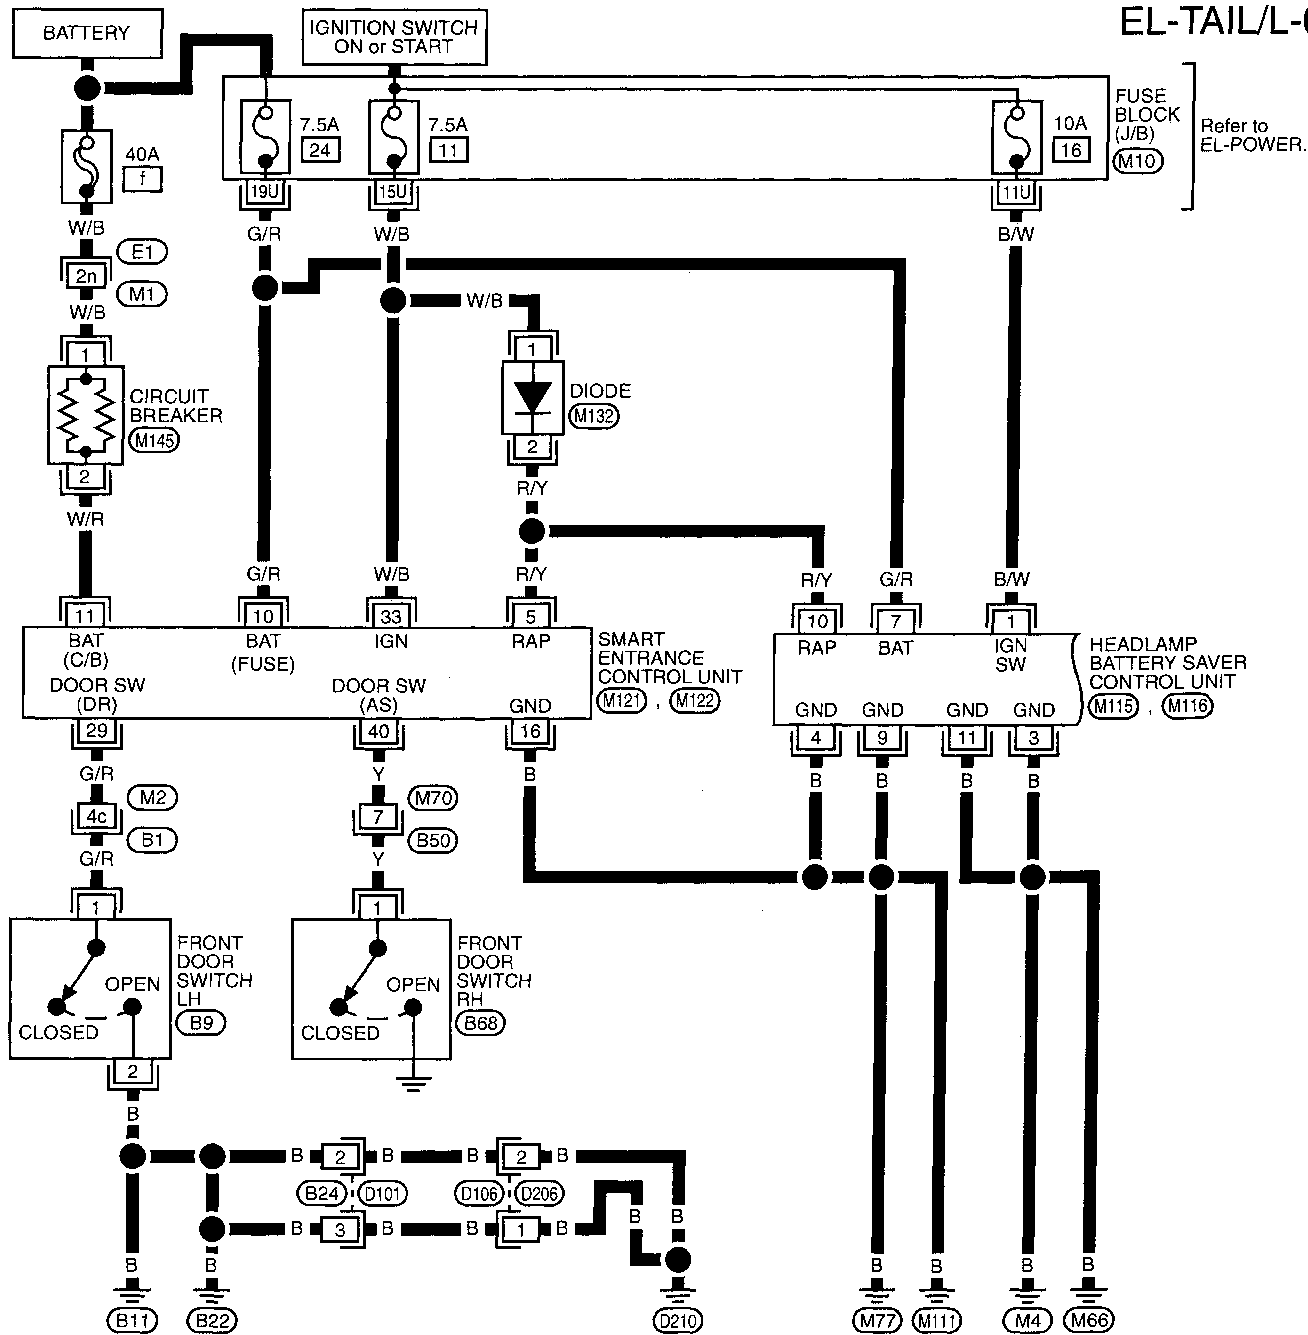 EL-TAIL/L-
BATTERY
IGNITION SWITCH
ON or START
FUSE
BLOCK
(J/B)
M10
Refer to
EL-POWER.
40A
f
7.5A
24
7.5A
11
10A
16
19U
15U
11U
W/B
G/R
W/B
B/W
E1
2n
M1
W/B
W/B
1
CIRCUIT
BREAKER
M145
2
W/R
1
DIODE
M132
2
R/Y
G/R
W/B
R/Y
R/Y
G/R
B/W
11
10
33
5
10
7
1
BAT
(C/B)
BAT
(FUSE)
IGN
RAP
SMART
ENTRANCE
CONTROL UNIT
M121 , M122
RAP
BAT
IGN
SW
HEADLAMP
BATTERY SAVER
CONTROL UNIT
M115 , M116
DOOR SW
(DR)
DOOR SW
(AS)
GND
GND
GND
GND
GND
29
40
16
4
9
11
3
G/R
Y
B
B
B
B
B
M2
4c
B1
M70
7
B50
G/R
Y
1
1
FRONT
DOOR
SWITCH
LH
B9
OPEN
CLOSED
FRONT
DOOR
SWITCH
RH
B68
OPEN
CLOSED
2
B
B
2
B
B
2
B
B24
D101
D106
D206
B
3
B
B
1
B
B
B
B
B
B
B
B
B
B11
B22
D210
M77
M111
M4
M66